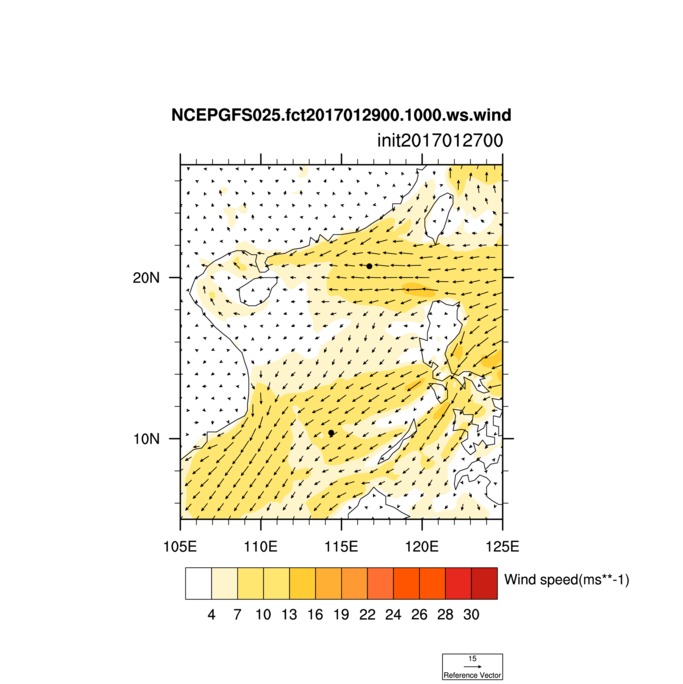 NCEPGFS025.fct2017012900.1000.ws.wind
init2017012700
20N
10N
105E 110E 115E 120E 125E
Wind speed(ms**-1)
4 7 10 13 16 19 22 24 26 28 30
15
Reference Vector